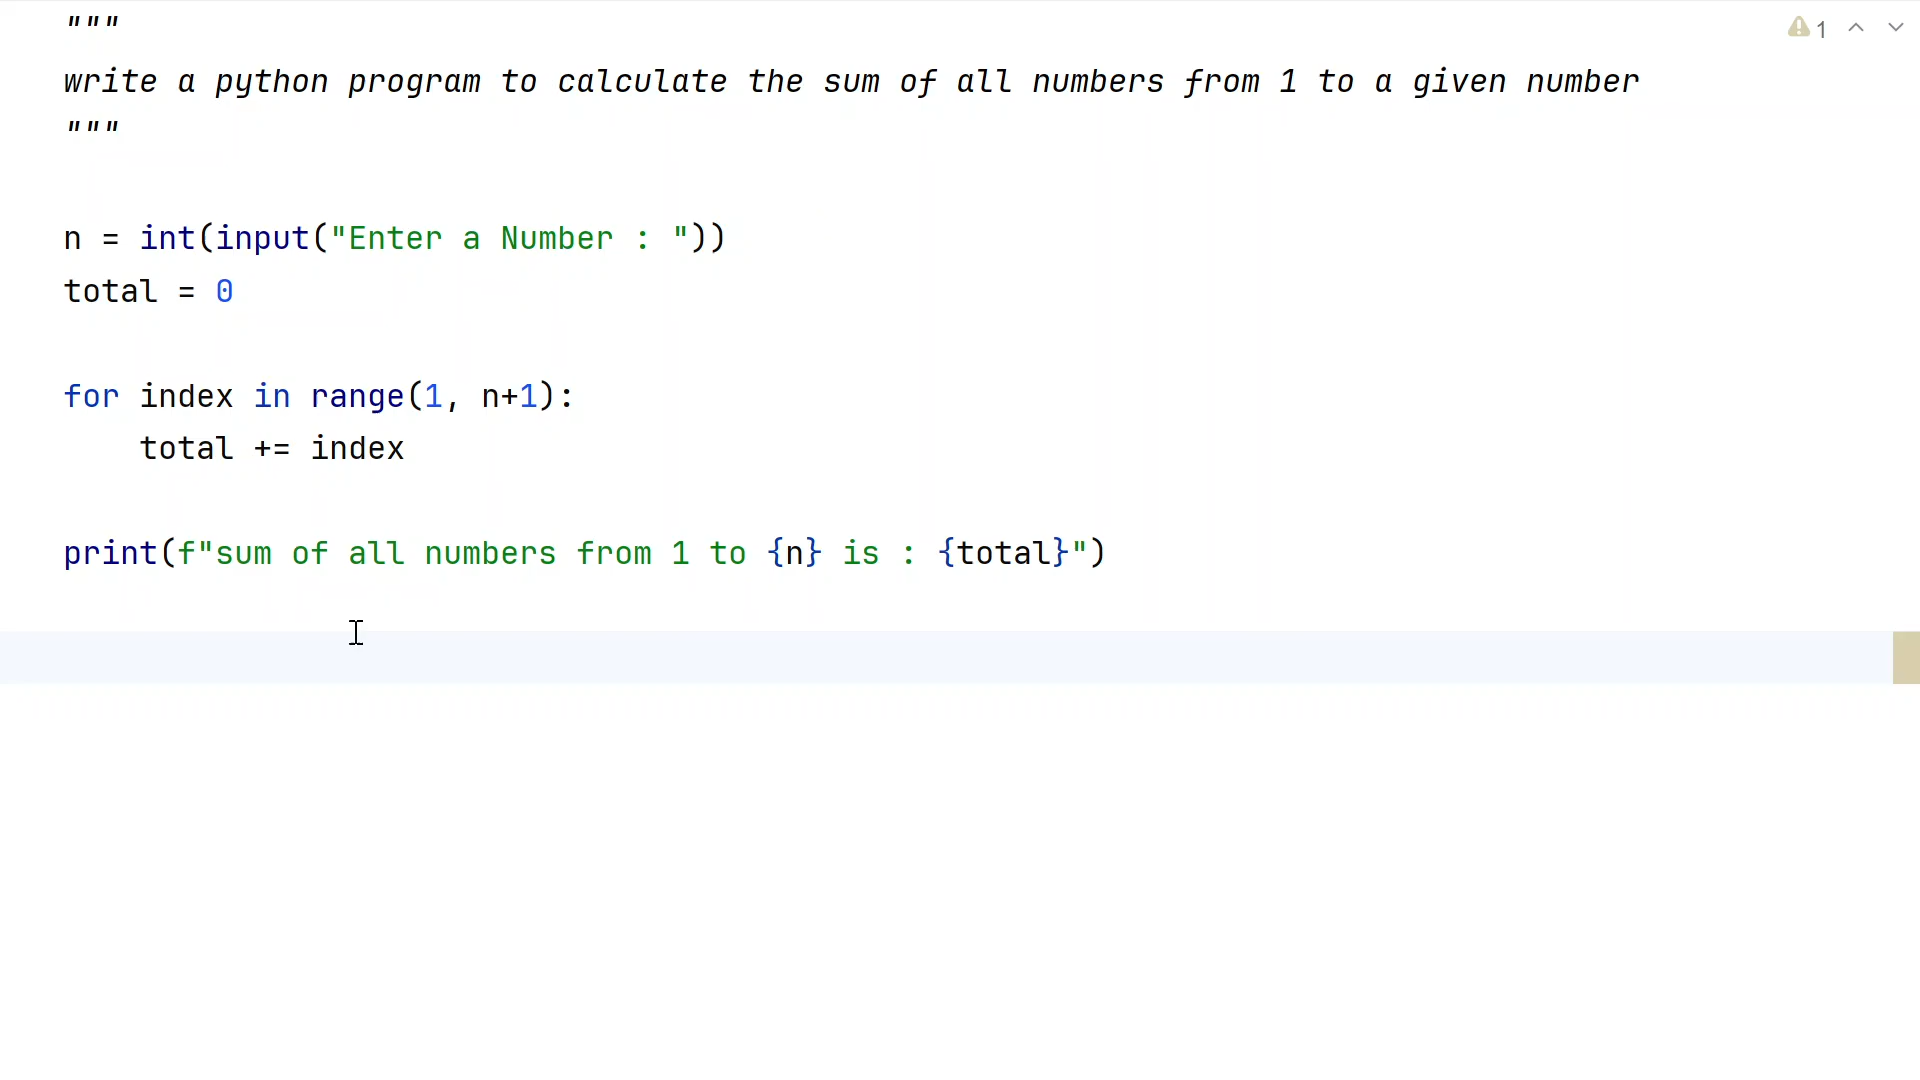 """
1
write a python program to calculate the sum of all numbers from 1 to a given number
"""
n = int(input("Enter a Number : "))
total = 0
for index in range(1, n+1):
    total += index
print(f"sum of all numbers from 1 to {n} is : {total}")